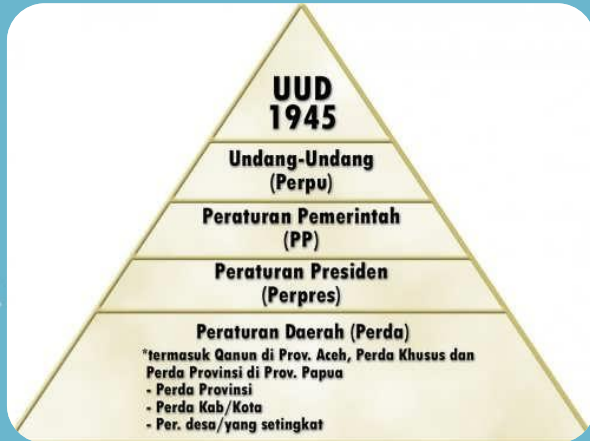 UUD
1945
Undang-Undang
(Perpu)
Peraturan Pemerintah
(PP)
Peraturan Presiden
(Perpres)
Peraturan Daerah (Perda)
*termasuk Qanun di Prov. Aceh, Perda Khusus dan
Perda Provinsi di Prov. Papua
- Perda Provinsi
- Perda Kab/Kota
- Per. desa/yang setingkat